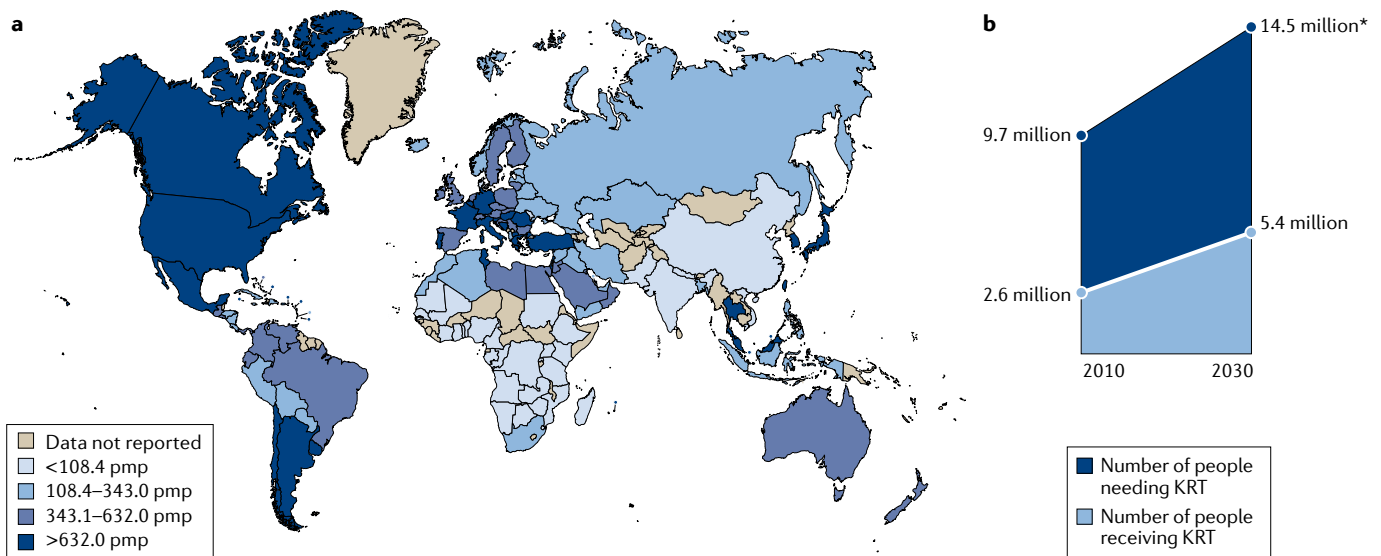 a
Data not reported
<108.4 pmp
108.4–343.0 pmp
343.1–632.0 pmp
>632.0 pmp
b
14.5 million*
9.7 million
5.4 million
2.6 million
2010 2030
Number of people
needing KRT
Number of people
receiving KRT